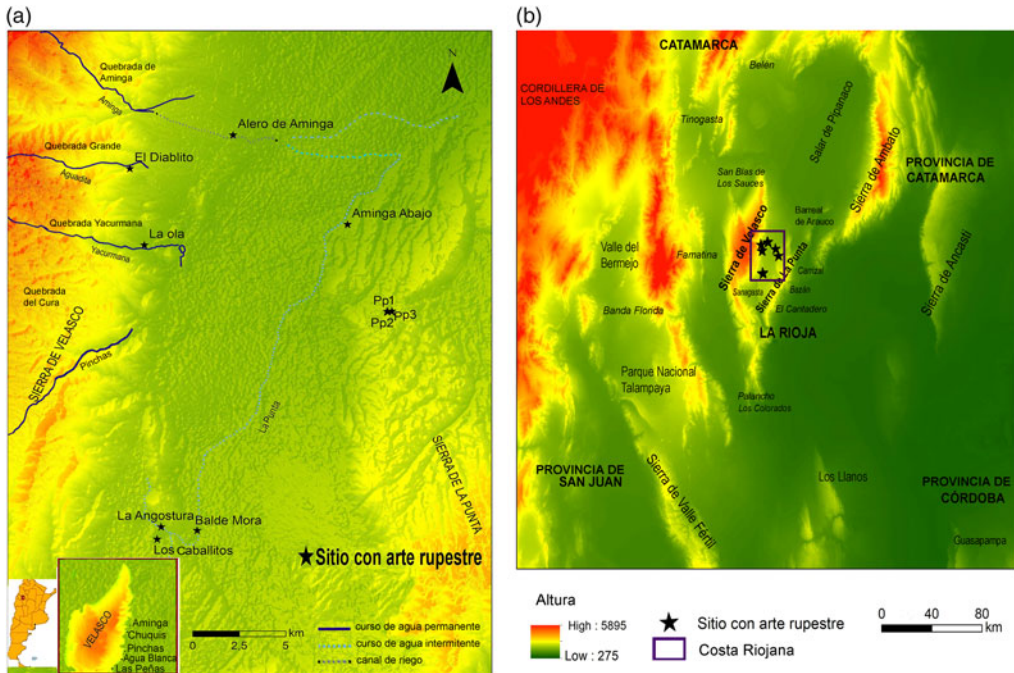 (a)
N
Quebrada de
Aminga
Aminga
Alero de Aminga
Quebrada Grande
El Diablito
Aguadita
Aminga Abajo
Quebrada Yacurmana
La ola
Yacurmana
Quebrada
del Cura
Pp1
Pp3
Pp2
SIERRA DE VELASCO
Pinchas
La Punta
SIERRA DE LA PUNTA
La Angostura
Balde Mora
Los Caballitos
Sitio con arte rupestre
VELASCO
Aminga
Chuquis
Pinchas
Agua Blanca
Las Peñas
0 2.5 5
km
curso de agua permanente
curso de agua intermitente
canal de riego
(b)
CATAMARCA
Belén
CORDILLERA DE
LOS ANDES
Tinogasta
Salar de Pipanaco
Sierra de Ambato
PROVINCIA DE
CATAMARCA
San Blas de
Los Sauces
Barreal
de Arauco
Sierra de Velasco
Valle del
Bermejo
Famatina
Sierra de La Punta
Carrizal
Sierra de Ancasti
Sanagasta
Bazán
Banda Florida
El Cantadero
LA RIOJA
Parque Nacional
Talampaya
Palancho
Los Colorados
PROVINCIA DE
SAN JUAN
Sierra de Valle Fértil
Los Llanos
PROVINCIA DE
CÓRDOBA
Guasapampa
Altura
High : 5895
Low : 275
Sitio con arte rupestre
Costa Riojana
0 40 80
km